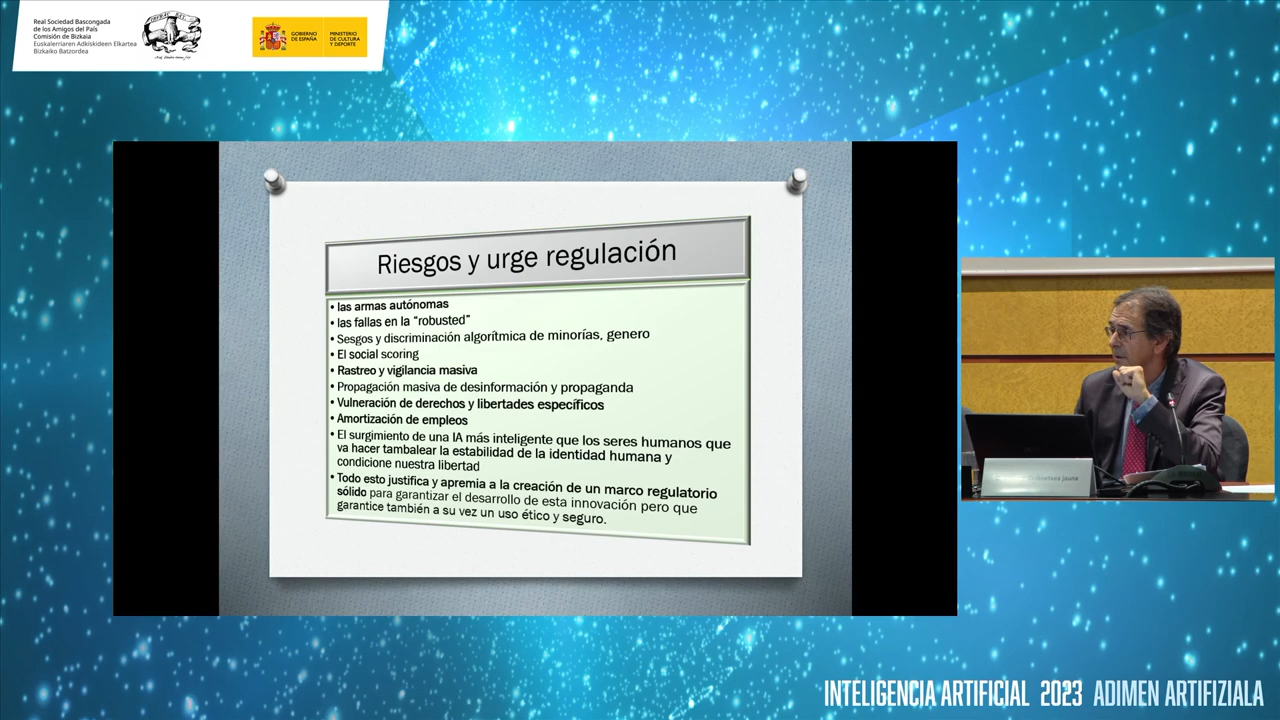 Real Sociedad Bascongada
de los Amigos del País
Comisión de Bizkaia
Euskalerriaren Adkiskideen Elkartea
Bizkaiko Batzordea
GOBIERNO
DE ESPAÑA
MINISTERIO
DE CULTURA
Y DEPORTE
Riesgos y urge regulación
• las armas autónomas
• las fallas en la “robusted”
• Sesgos y discriminación algorítmica de minorías, genero
• El social scoring
• Rastreo y vigilancia masiva
• Propagación masiva de desinformación y propaganda
• Vulneración de derechos y libertades específicos
• Amortización de empleos
• El surgimiento de una IA más inteligente que los seres humanos que
va hacer tambalear la estabilidad de la identidad humana y
condicione nuestra libertad
• Todo esto justifica y apremia a la creación de un marco regulatorio
sólido para garantizar el desarrollo de esta innovación pero que
garantice también a su vez un uso ético y seguro.
jauna
INTELIGENCIA ARTIFICIAL 2023 ADIMEN ARTIFIZIALA